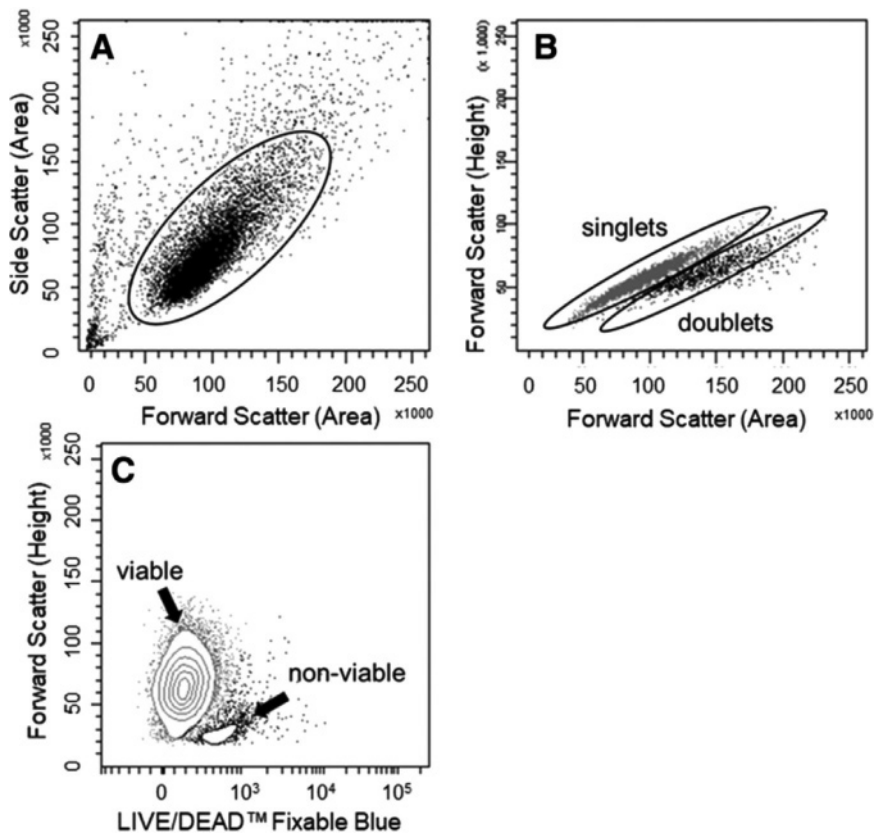 A
x1000
Side Scatter (Area)
250
200
150
100
50
0
0 50 100 150 200 250
Forward Scatter (Area) x1000
B
(x 1,000)
Forward Scatter (Height)
250
200
150
100
50
singlets
doublets
0 50 100 150 200 250
Forward Scatter (Area) x1000
C
x1000
Forward Scatter (Height)
250
200
150
100
50
0
viable
non-viable
0 10³ 10⁴ 10⁵
LIVE/DEAD™ Fixable Blue